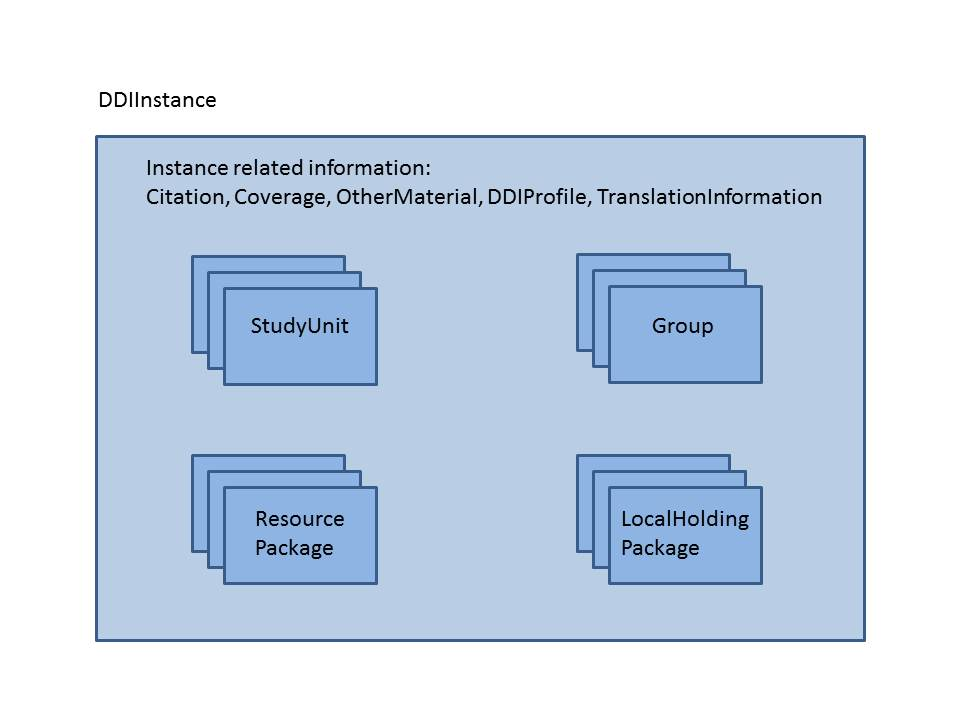 DDIInstance
Instance related information:
Citation, Coverage, OtherMaterial, DDIProfile, TranslationInformation
StudyUnit
Group
Resource
Package
LocalHolding
Package